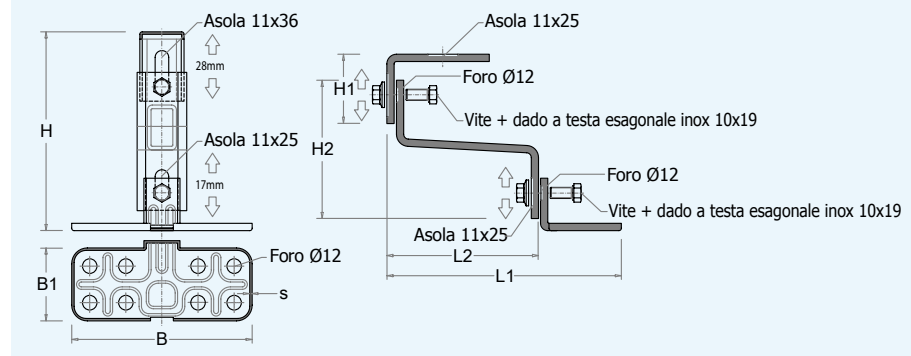 Asola 11x36
28mm
H
Asola 11x25
17mm
Foro Ø12
B1
s
B
Asola 11x25
H1
Foro Ø12
Vite + dado a testa esagonale inox 10x19
H2
Foro Ø12
Vite + dado a testa esagonale inox 10x19
Asola 11x25
L2
L1